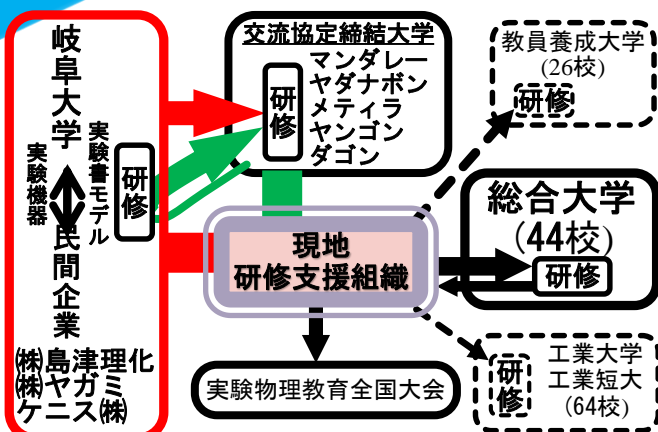 岐阜大学
実験機器
実験書モデル
研修
民間企業
㈱島津理化
㈱ヤガミ
ケニス㈱
交流協定締結大学
研修
マンダレー
ヤダナボン
メティラ
ヤンゴン
ダゴン
現地
研修支援組織
実験物理教育全国大会
教員養成大学
(26校)
研修
総合大学
(44校)
研修
研修
工業大学
工業短大
(64校)